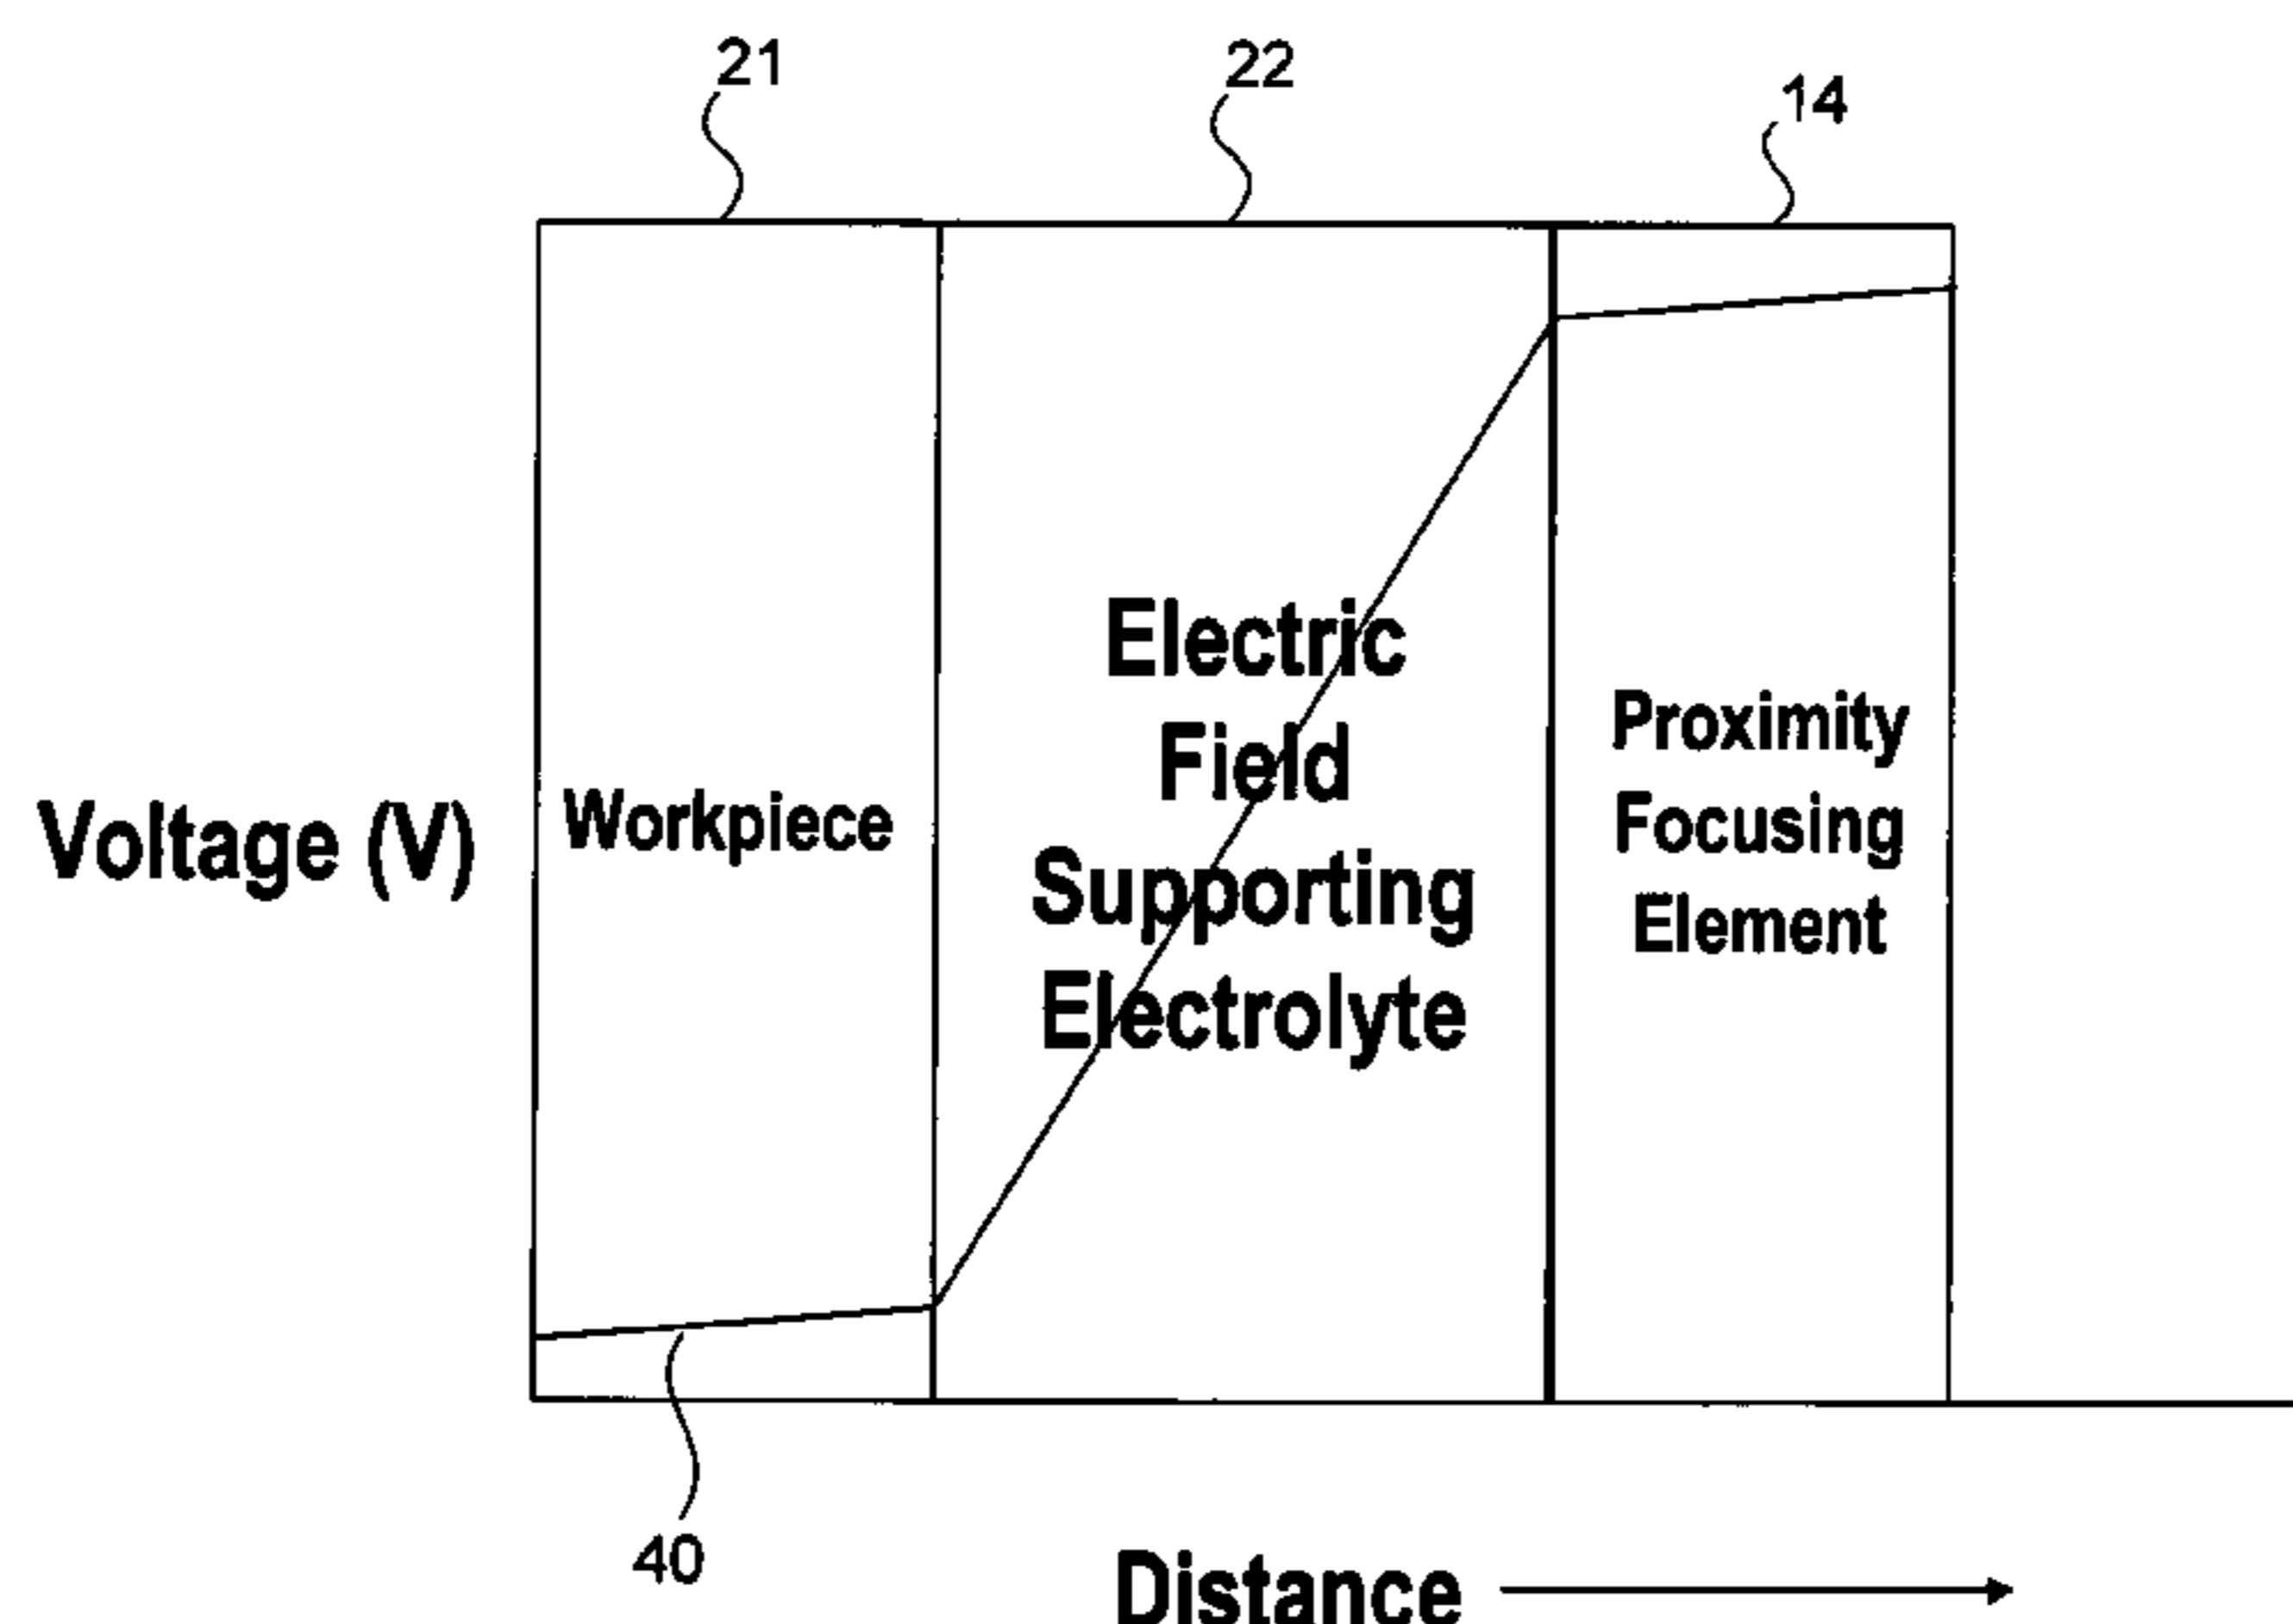 21
22
14
Voltage (V)
Workpiece
Electric
Field
Supporting
Electrolyte
Proximity
Focusing
Element
40
Distance